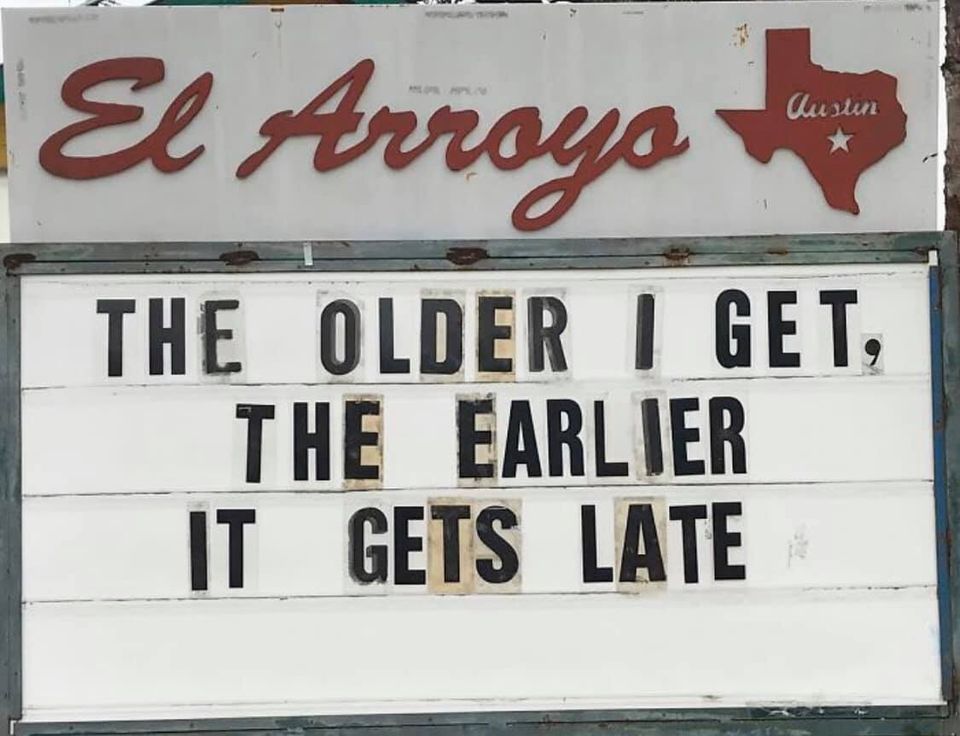 El Arroyo
Austin
THE OLDER I GET,
THE EARLIER
IT GETS LATE